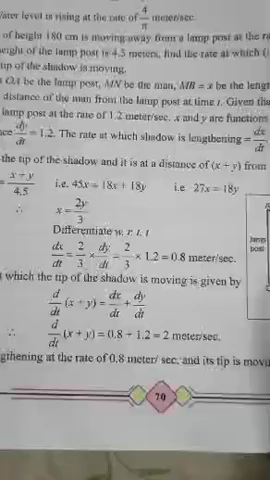 Water level is rising at the rate of 4/π meter/sec.
of height 180 cm is moving away from a lamp post at the ra
eight of the lamp post is 4.5 meters, find the rate at which (
tip of the shadow is moving.
OA be the lamp post, MN be the man, MB = x be the lengt
distance of the man from the lamp post at time t. Given tha
lamp post at the rate of 1.2 meter/sec. x and y are functions
ce dy/dt = 1.2. The rate at which shadow is lengthening = dx/dt
the tip of the shadow and it is at a distance of (x + y) from
= x + y/4.5 i.e. 45x = 18x + 18y i.e 27x = 18y
∴ x = 2y/3
Differentiate w. r. t. t
dx/dt = 2/3 × dy/dt = 2/3 × 1.2 = 0.8 meter/sec.
t which the tip of the shadow is moving is given by
d/dt (x + y) = dx/dt + dy/dt
∴ d/dt (x + y) = 0.8 + 1.2 = 2 meter/sec.
gthening at the rate of 0.8 meter/ sec. and its tip is movi
lamp
post
70